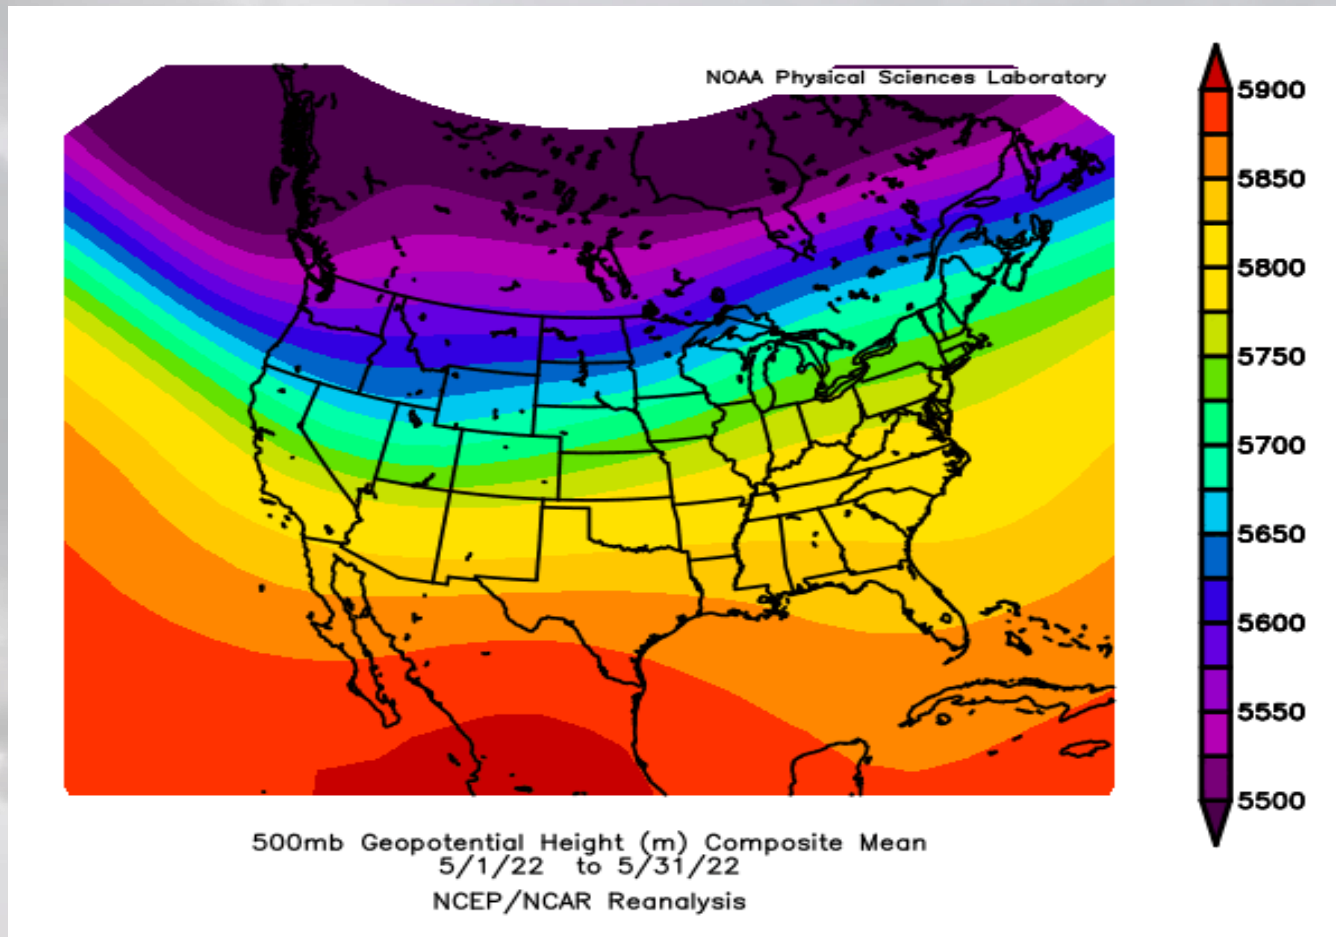 NOAA Physical Sciences Laboratory
5900
5850
5800
5750
5700
5650
5600
5550
5500
500mb Geopotential Height (m) Composite Mean
5/1/22 to 5/31/22
NCEP/NCAR Reanalysis